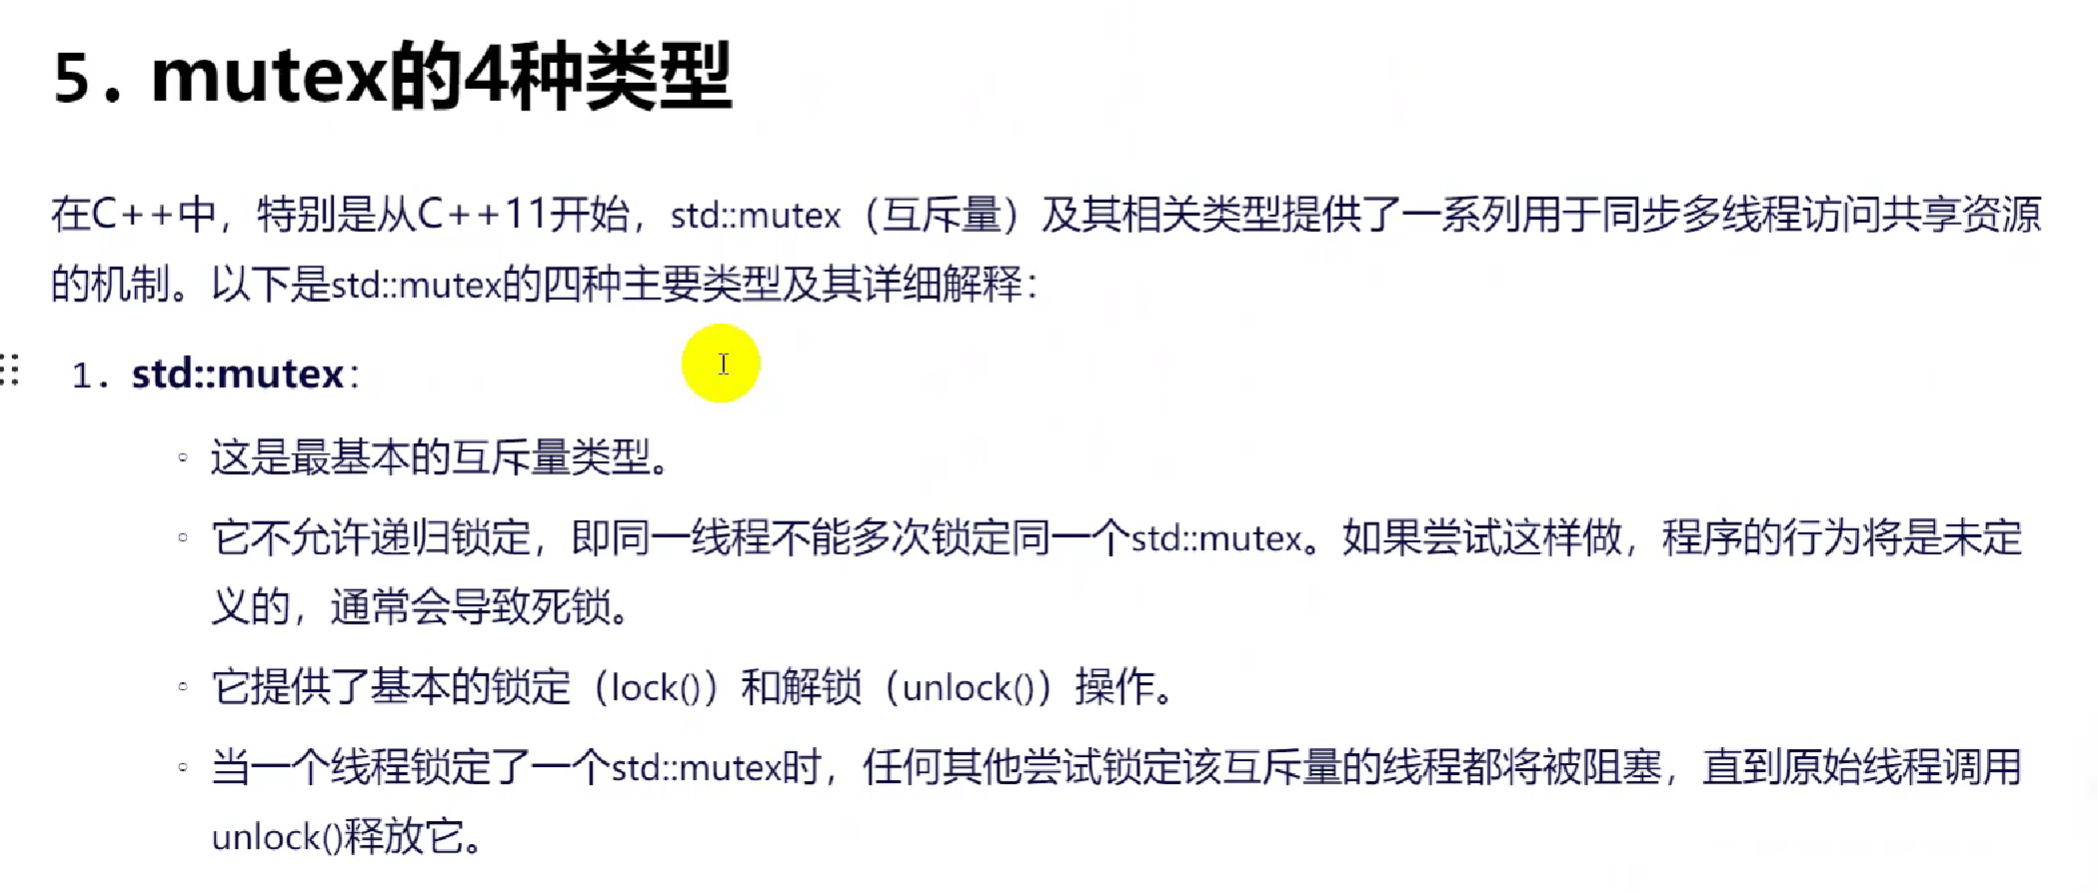 5. mutex的4种类型
在C++中，特别是从C++11开始，std::mutex（互斥量）及其相关类型提供了一系列用于同步多线程访问共享资源
的机制。以下是std::mutex的四种主要类型及其详细解释：
1. std::mutex：
◦ 这是最基本的互斥量类型。
◦ 它不允许递归锁定，即同一线程不能多次锁定同一个std::mutex。如果尝试这样做，程序的行为将是未定
义的，通常会导致死锁。
◦ 它提供了基本的锁定（lock()）和解锁（unlock()）操作。
◦ 当一个线程锁定了一个std::mutex时，任何其他尝试锁定该互斥量的线程都将被阻塞，直到原始线程调用
unlock()释放它。